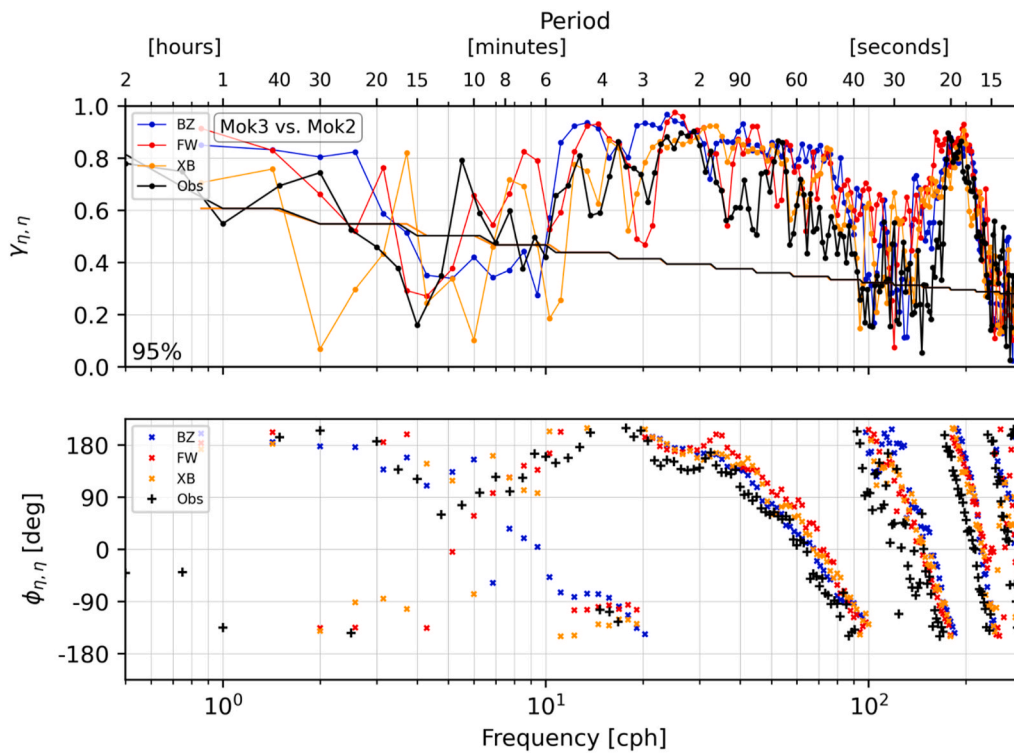 Period
[hours] [minutes] [seconds]
2 1 40 30 20 15 10 8 6 4 3 2 90 60 40 30 20 15
1.0
0.8
0.6
0.4
0.2
0.0
γη, η
BZ
FW
XB
Obs
Mok3 vs. Mok2
95%
180
90
0
-90
-180
ϕη, η [deg]
BZ
FW
XB
Obs
10⁰ 10¹ 10²
Frequency [cph]